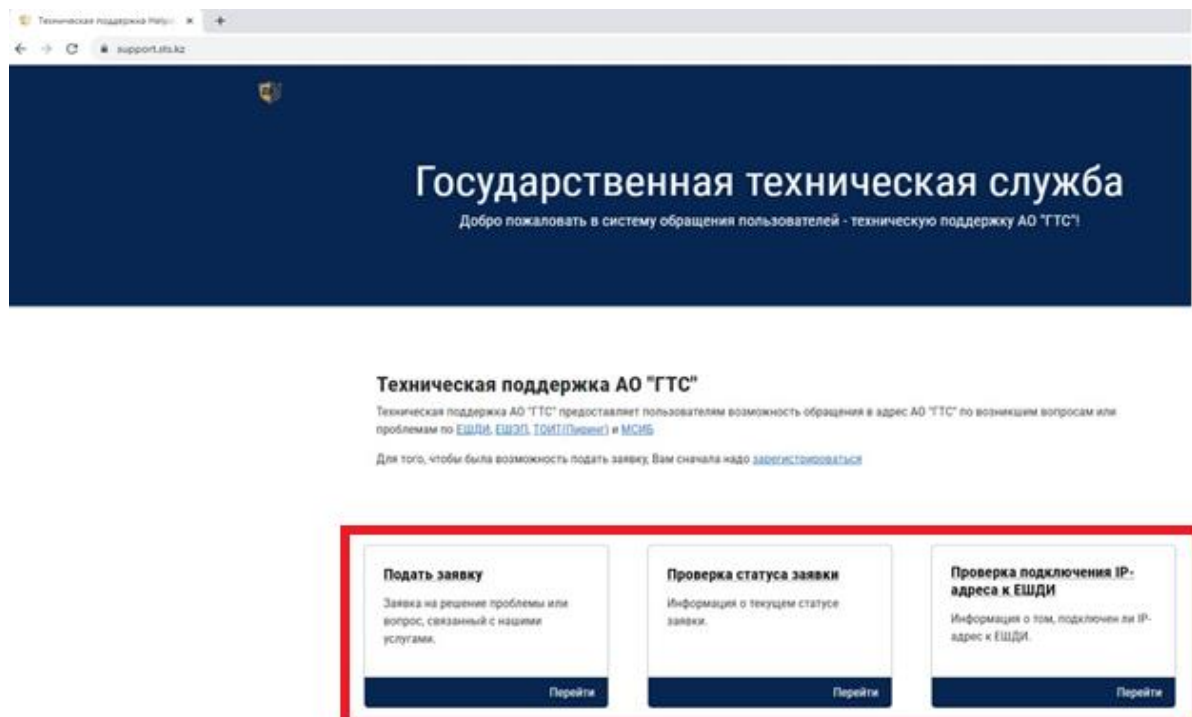 Техническая поддержка Help
support.sts.kz
Государственная техническая служба
Добро пожаловать в систему обращения пользователей - техническую поддержку АО "ГТС"!
Техническая поддержка АО "ГТС"
Техническая поддержка АО "ГТС" предоставляет пользователям возможность обращения в адрес АО "ГТС" по возникшим вопросам или
проблемам по ЕШДИ, ЕШЭП, ТОИТ(Пиринг) и МСИБ
Для того, чтобы была возможность подать заявку, Вам сначала надо зарегистрироваться
Подать заявку
Заявка на решение проблемы или
вопрос, связанный с нашими
услугами.
Перейти
Проверка статуса заявки
Информация о текущем статусе
заявки.
Перейти
Проверка подключения IP-
адреса к ЕШДИ
Информация о том, подключен ли IP-
адрес к ЕШДИ.
Перейти